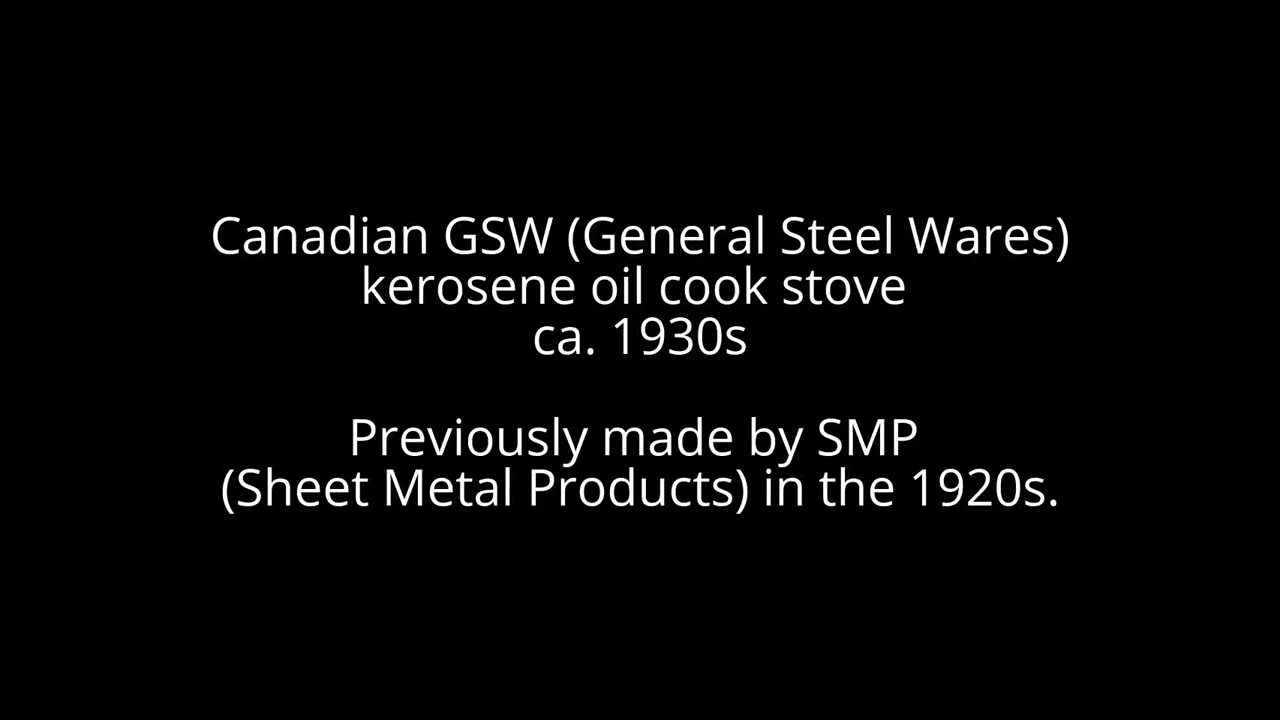 Canadian GSW (General Steel Wares)
kerosene oil cook stove
ca. 1930s
Previously made by SMP
(Sheet Metal Products) in the 1920s.